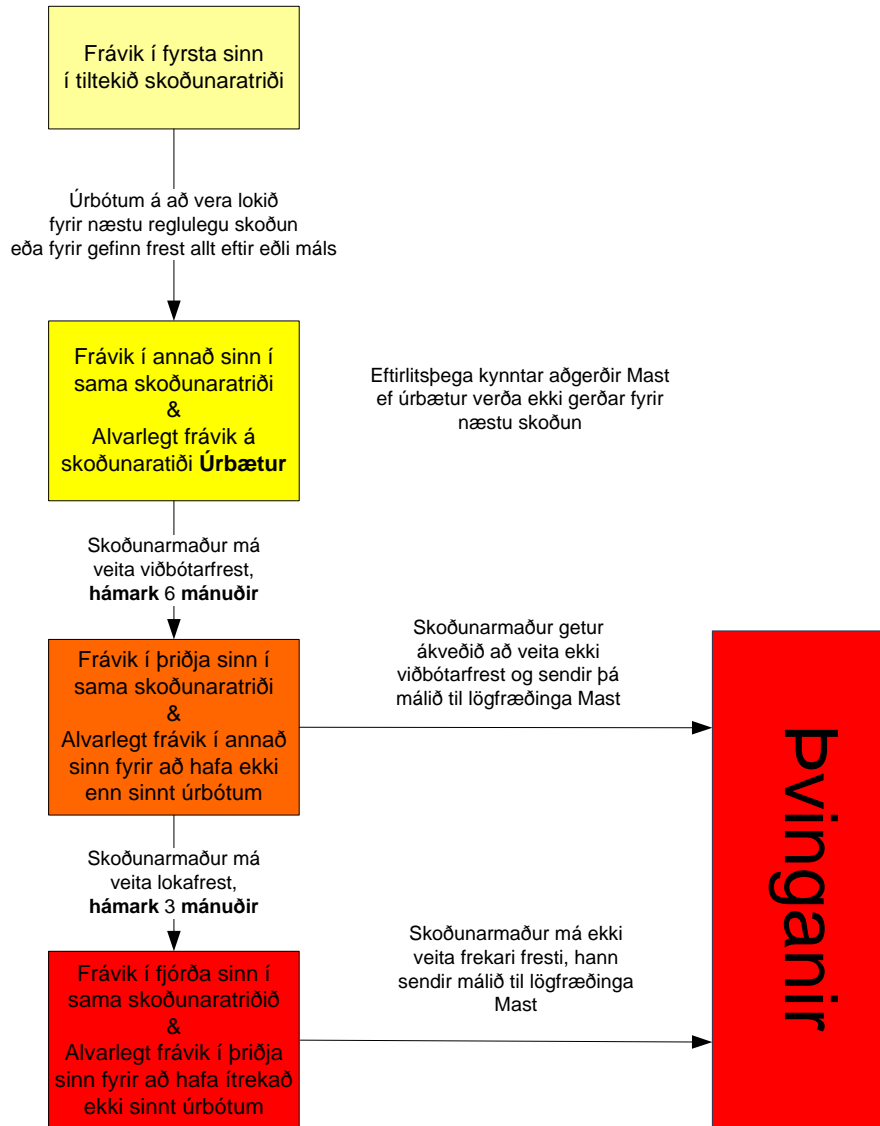 Frávik í fyrsta sinn
í tiltekið skoðunaratriði
Úrbótum á að vera lokið
fyrir næstu reglulegu skoðun
eða fyrir gefinn frest allt eftir eðli máls
Frávik í annað sinn í
sama skoðunaratriði
&
Alvarlegt frávik á
skoðunaratiði Úrbætur
Eftirlitsþega kynntar aðgerðir Mast
ef úrbætur verða ekki gerðar fyrir
næstu skoðun
Skoðunarmaður má
veita viðbótarfrest,
hámark 6 mánuðir
Frávik í þriðja sinn í
sama skoðunaratriði
&
Alvarlegt frávik í annað
sinn fyrir að hafa ekki
enn sinnt úrbótum
Skoðunarmaður getur
ákveðið að veita ekki
viðbótarfrest og sendir þá
málið til lögfræðinga Mast
Þvinganir
Skoðunarmaður má
veita lokafrest,
hámark 3 mánuðir
Frávik í fjórða sinn í
sama skoðunaratriðið
&
Alvarlegt frávik í þriðja
sinn fyrir að hafa ítrekað
ekki sinnt úrbótum
Skoðunarmaður má ekki
veita frekari fresti, hann
sendir málið til lögfræðinga
Mast